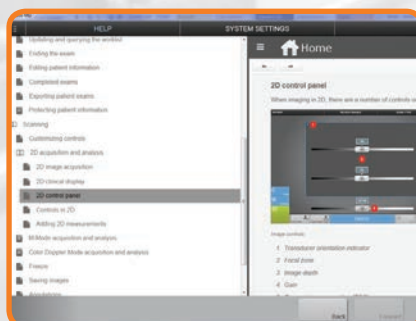 HELP
SYSTEM SETTINGS
Updating and querying the worklist
Ending the exam
Editing patient information
Completed exams
Exporting patient exams
Protecting patient information
Scanning
Customizing controls
2D acquisition and analysis
2D image acquisition
2D clinical display
2D control panel
Controls in 2D
Adding 2D measurements
M-Mode acquisition and analysis
Color Doppler Mode acquisition and analysis
Freeze
Saving images
Annotations
Home
2D control panel
When imaging in 2D, there are a number of controls
Image controls
1 Transducer orientation indicator
2 Focal zone
3 Image depth
4 Gain
Back